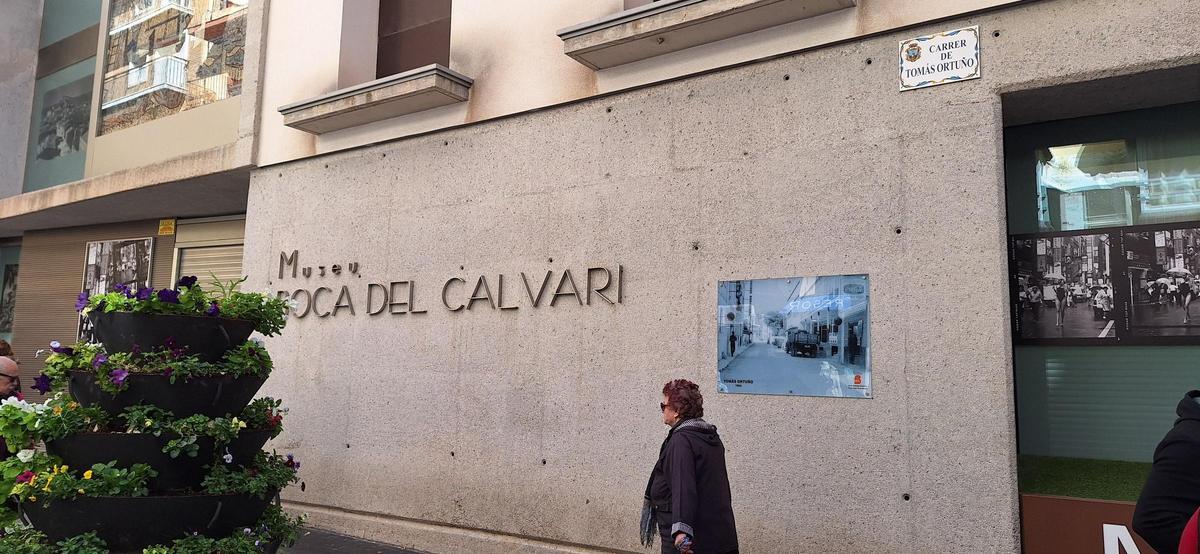 CARRER
DE
TOMÁS ORTUÑO
Museu
BOCA DEL CALVARI
TOMÁS ORTUÑO
M